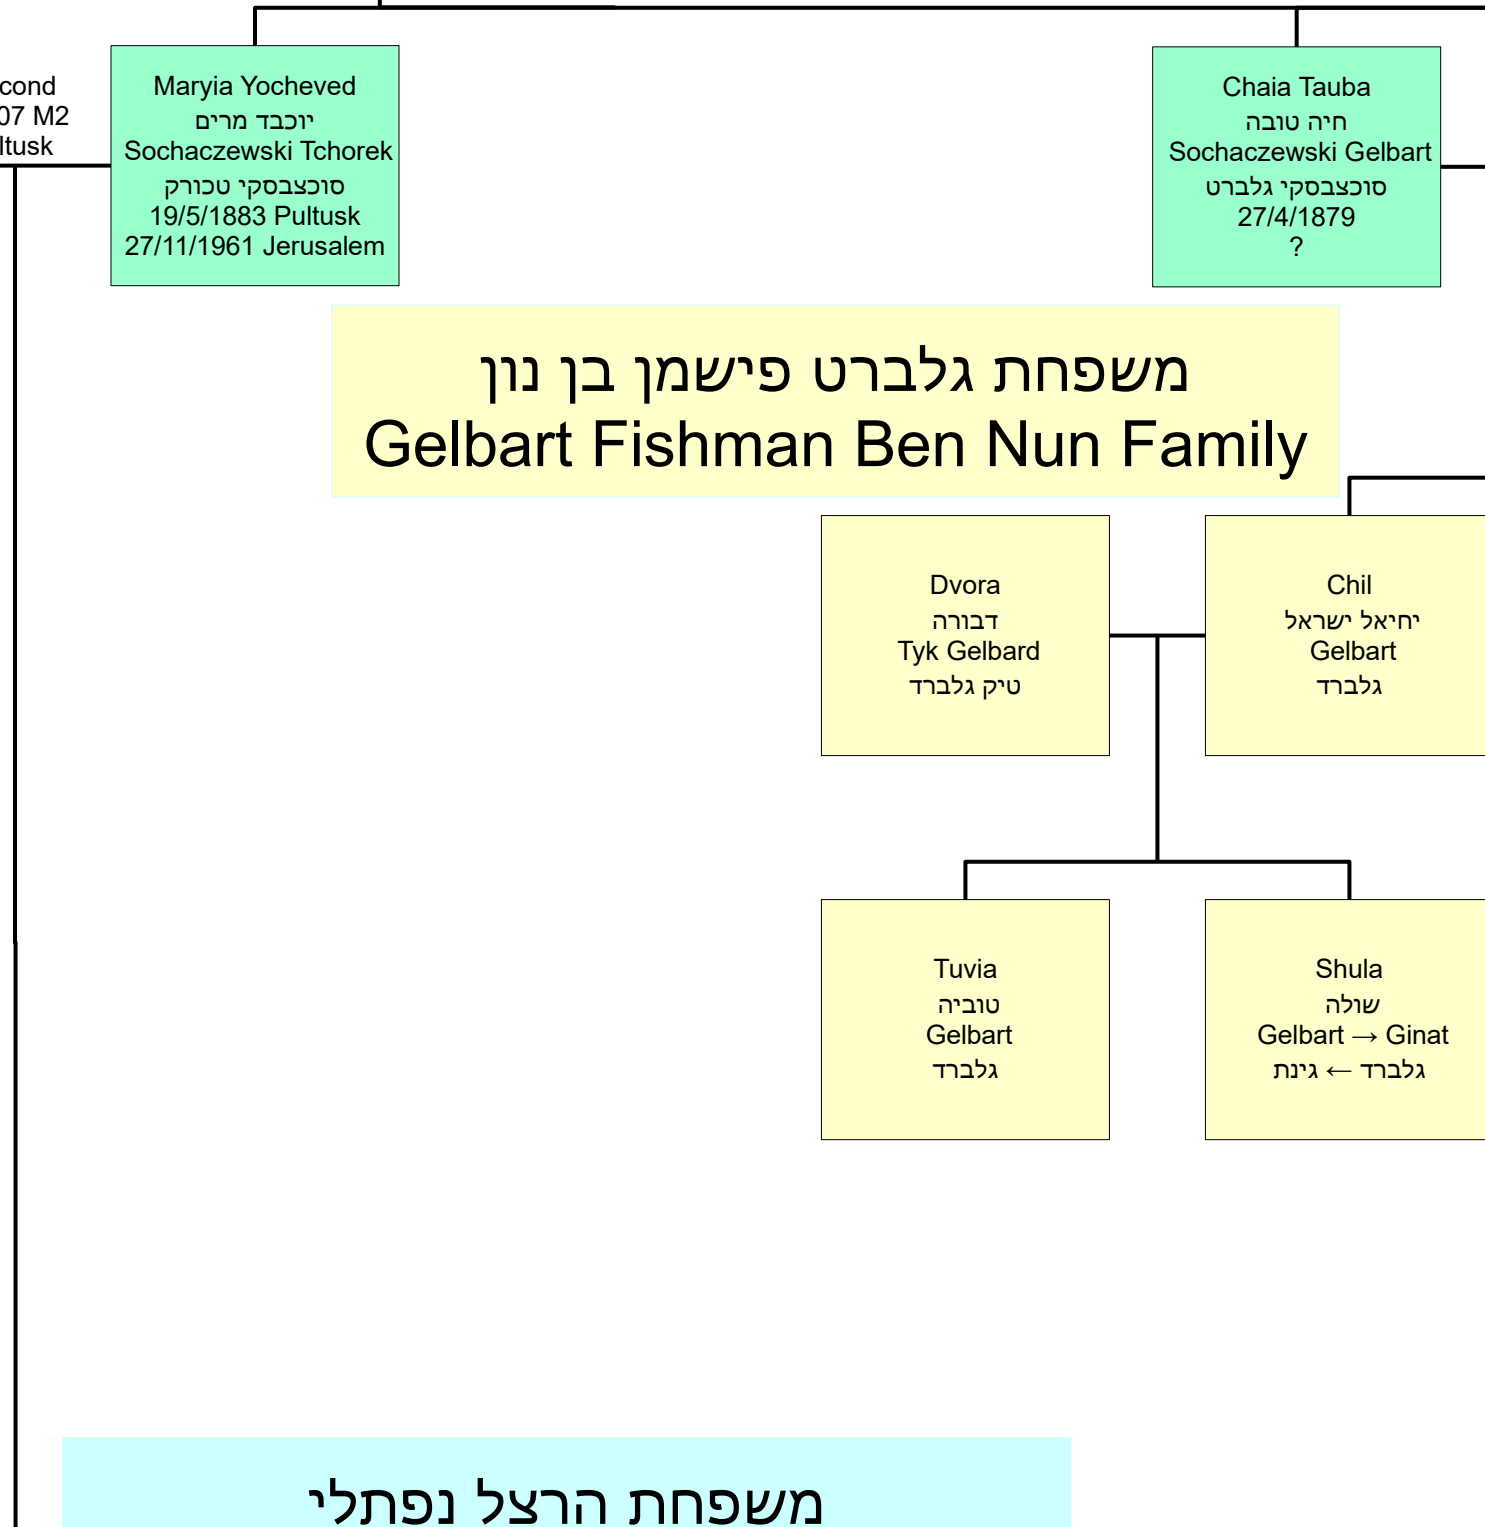 cond
07 M2
ltusk
Maryia Yocheved
יוכבד מרים
Sochaczewski Tchorek
סוכצבסקי טכורק
19/5/1883 Pultusk
27/11/1961 Jerusalem
Chaia Tauba
חיה טובה
Sochaczewski Gelbart
סוכצבסקי גלברט
27/4/1879
?
משפחת גלברט פישמן בן נון
Gelbart Fishman Ben Nun Family
Dvora
דבורה
Tyk Gelbard
טיק גלברד
Chil
יחיאל ישראל
Gelbart
גלברד
Tuvia
טוביה
Gelbart
גלברד
Shula
שולה
Gelbart → Ginat
גלברד ← גינת
משפחת הרצל נפתלי